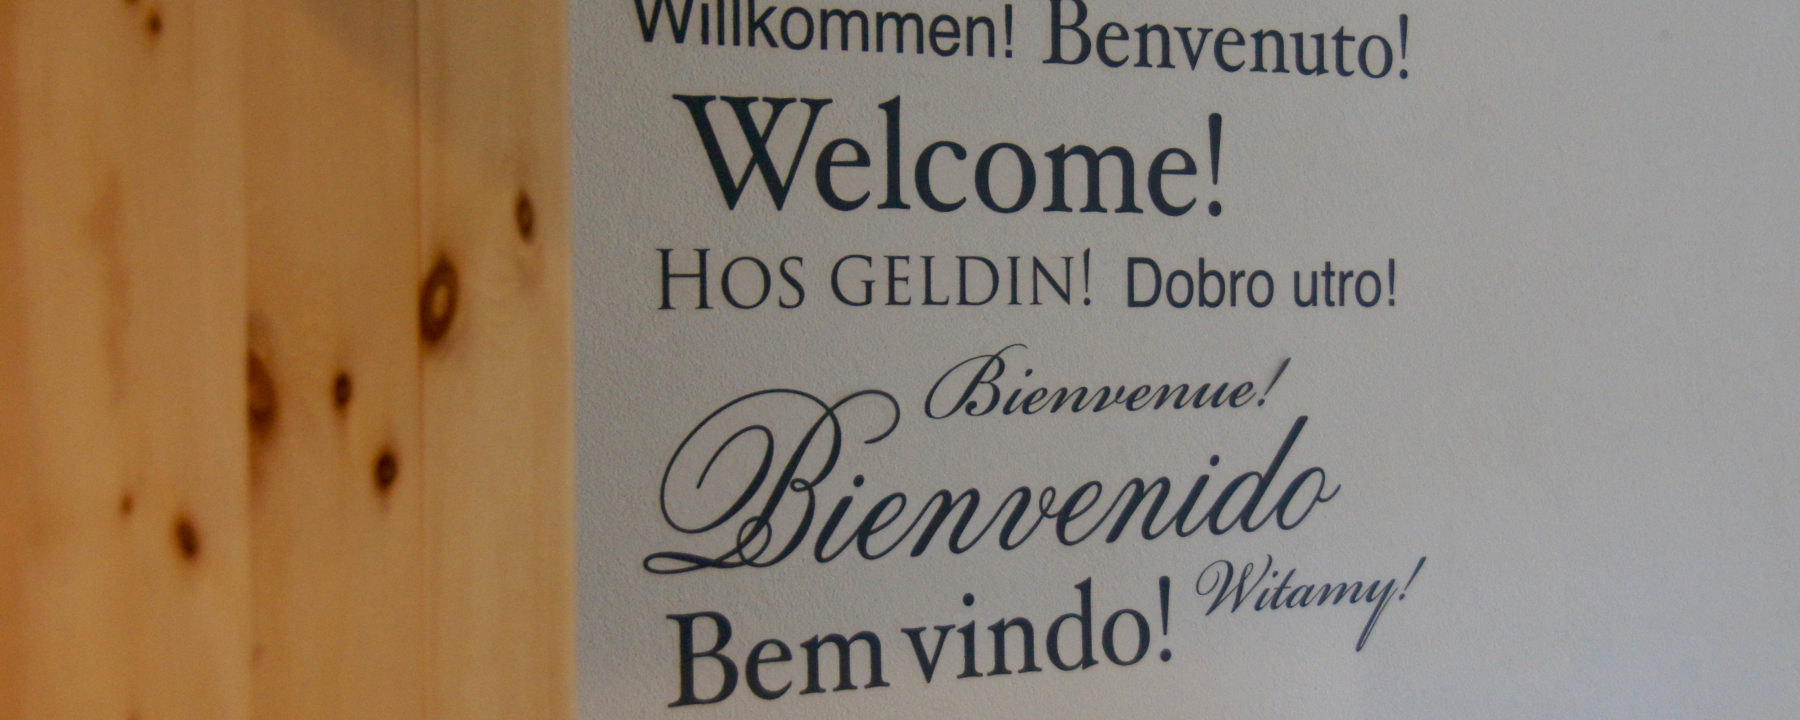 Willkommen! Benvenuto!
Welcome!
HOS GELDIN! Dobro utro!
Bienvenue!
Bienvenido
Witamy!
Bem vindo!